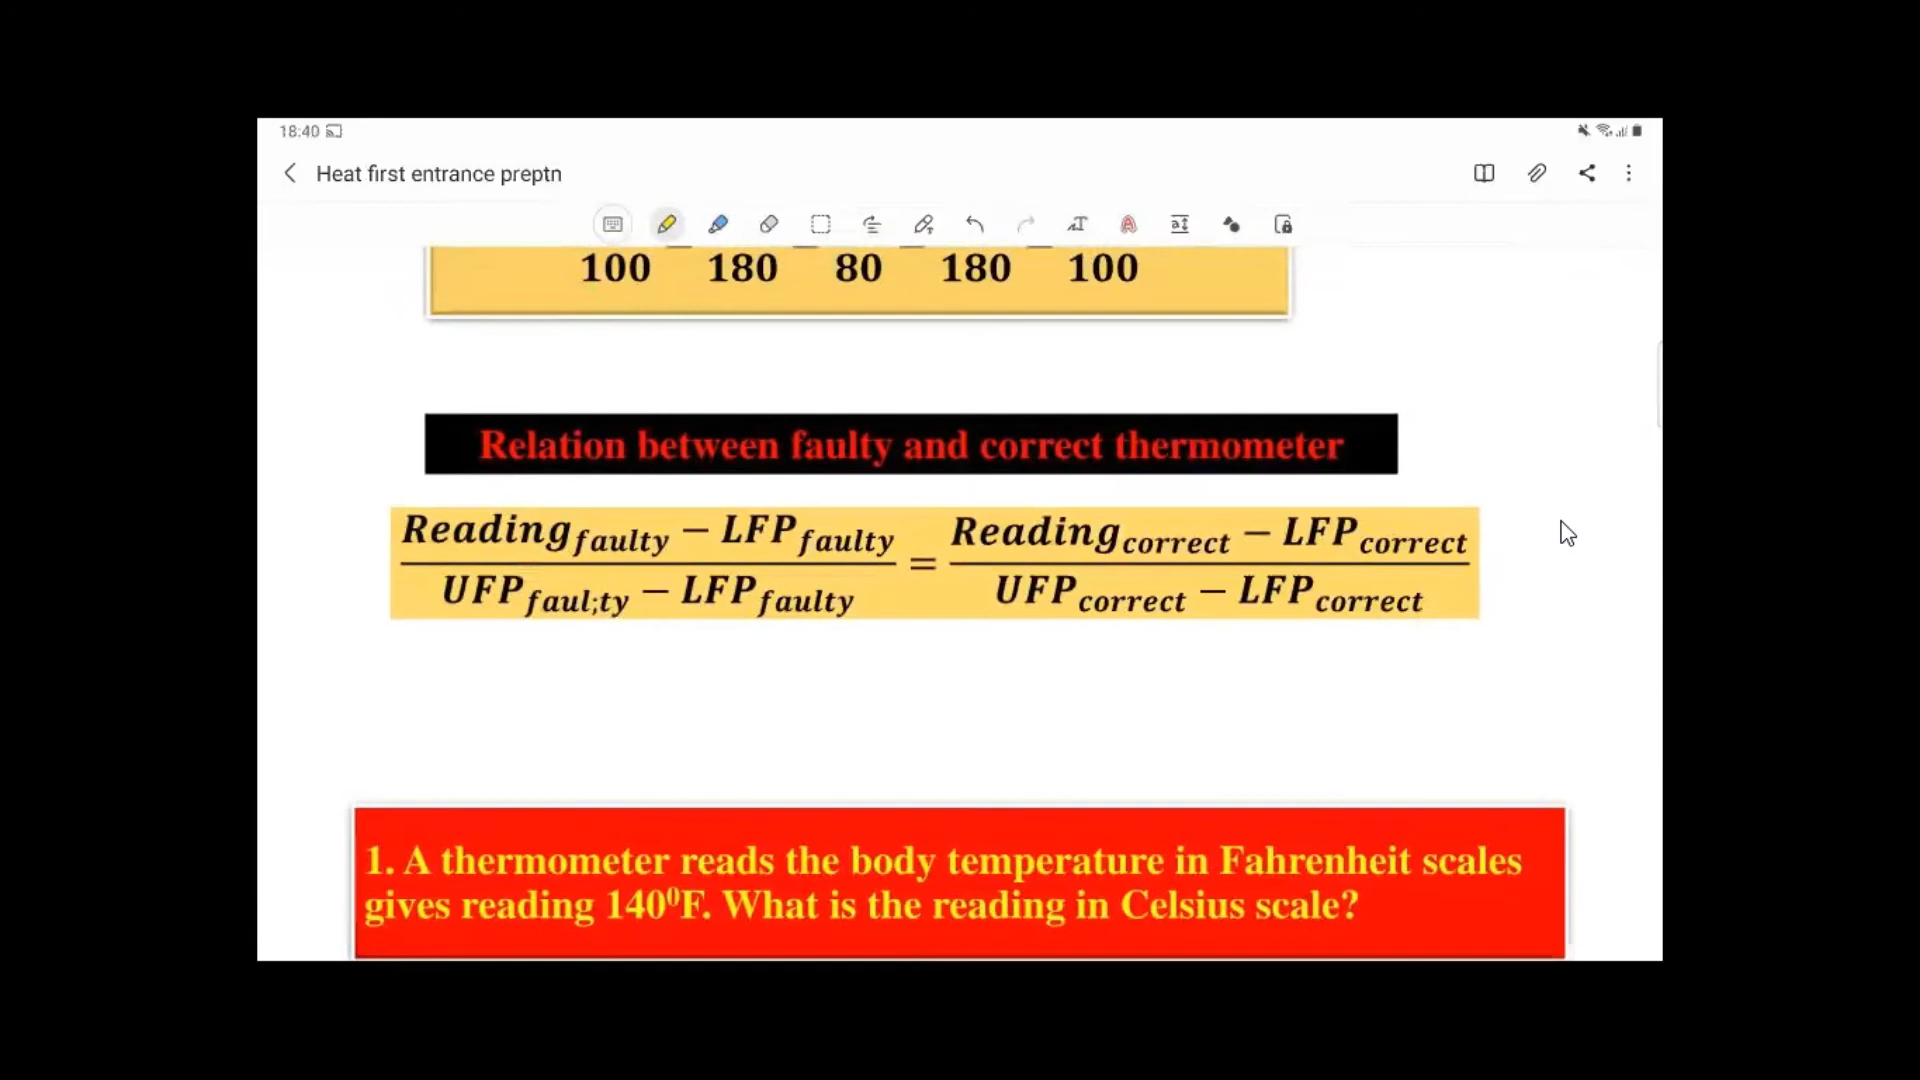 18:40
Heat first entrance preptn
100 180 80 180 100
Relation between faulty and correct thermometer
Reading_faulty − LFP_faulty / UFP_faul;ty − LFP_faulty = Reading_correct − LFP_correct / UFP_correct − LFP_correct
1. A thermometer reads the body temperature in Fahrenheit scales
gives reading 140⁰F. What is the reading in Celsius scale?